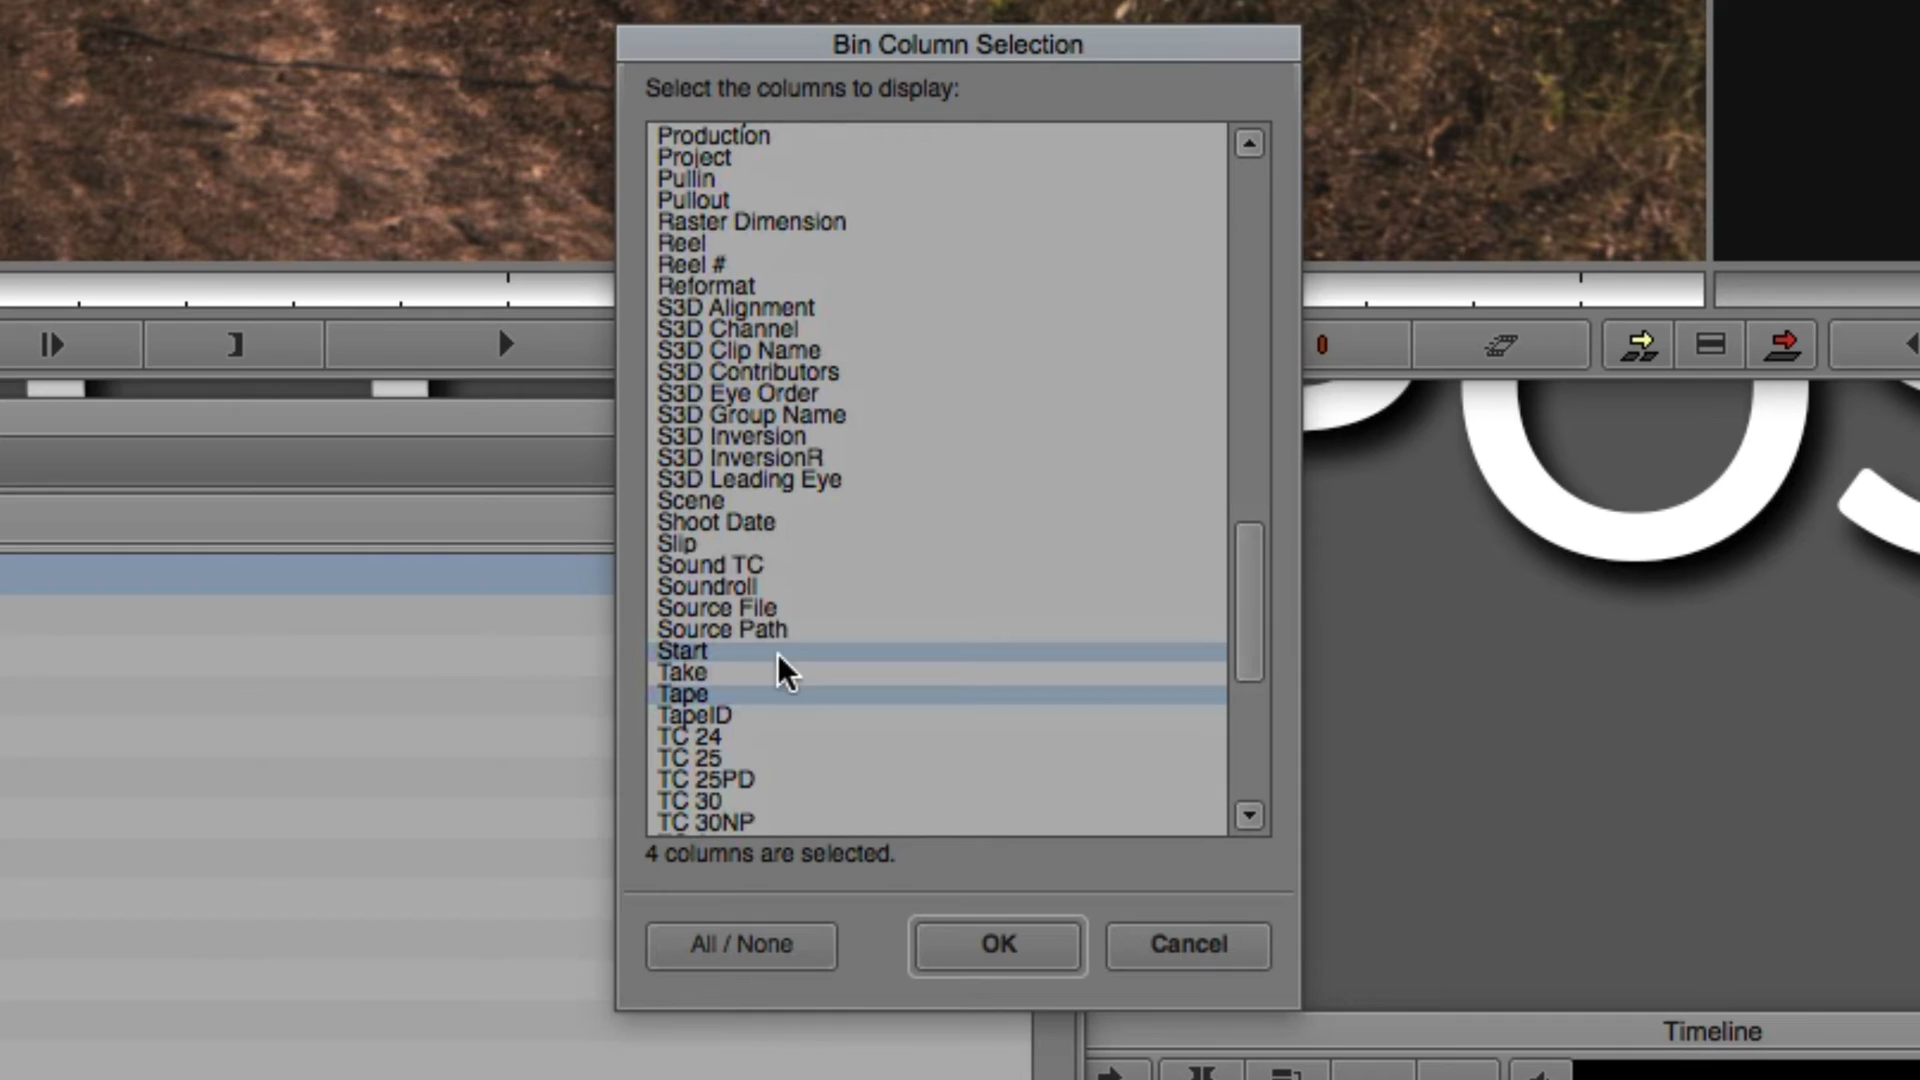 Bin Column Selection
Select the columns to display:
Production
Project
Pullin
Pullout
Raster Dimension
Reel
Reel #
Reformat
S3D Alignment
S3D Channel
S3D Clip Name
S3D Contributors
S3D Eye Order
S3D Group Name
S3D Inversion
S3D InversionR
S3D Leading Eye
Scene
Shoot Date
Slip
Sound TC
Soundroll
Source File
Source Path
Start
Take
Tape
TapeID
TC 24
TC 25
TC 25PD
TC 30
TC 30NP
4 columns are selected.
All / None
OK
Cancel
Timeline